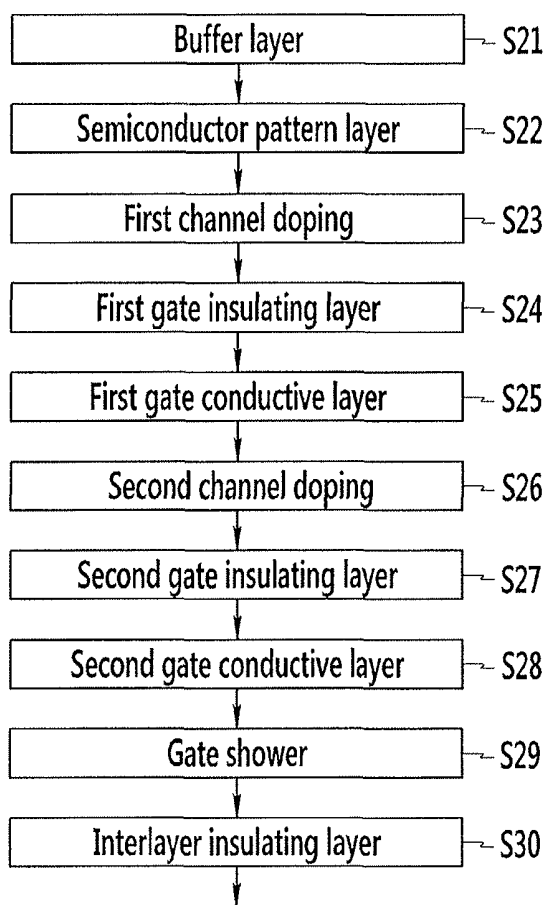 Buffer layer S21
Semiconductor pattern layer S22
First channel doping S23
First gate insulating layer S24
First gate conductive layer S25
Second channel doping S26
Second gate insulating layer S27
Second gate conductive layer S28
Gate shower S29
Interlayer insulating layer S30